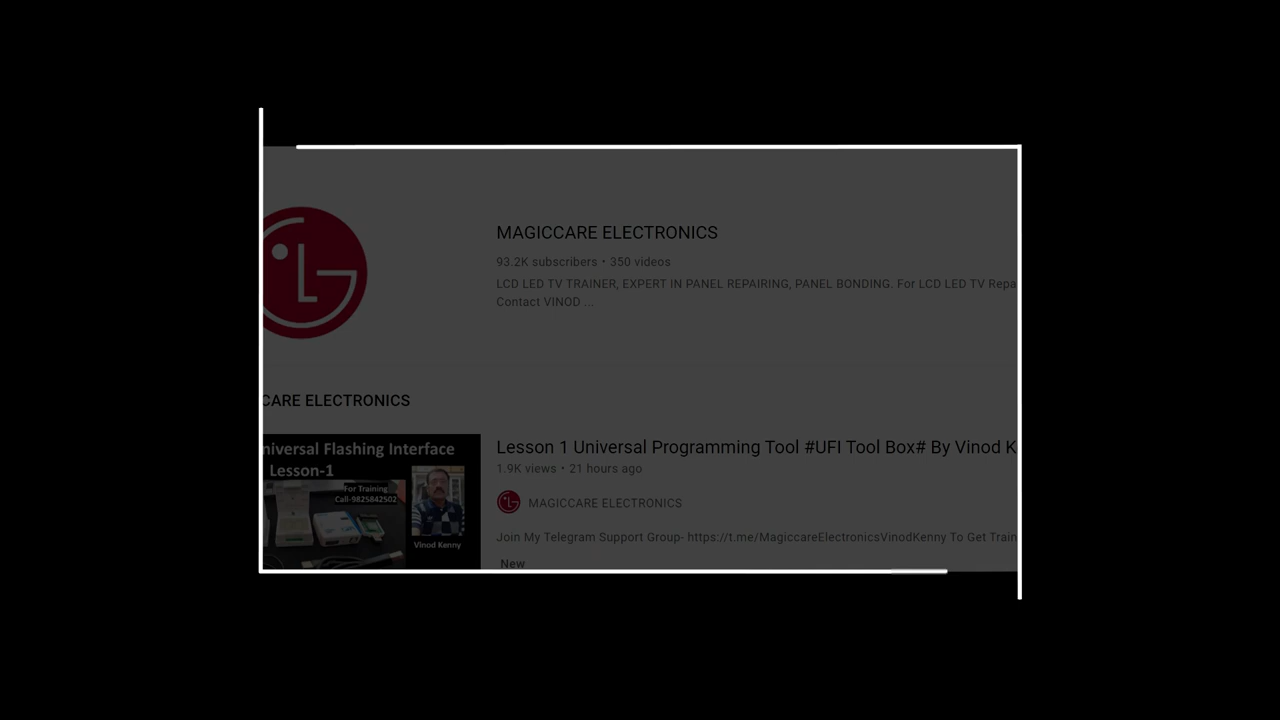 MAGICCARE ELECTRONICS
93.2K subscribers • 350 videos
LCD LED TV TRAINER, EXPERT IN PANEL REPAIRING, PANEL BONDING. For LCD LED TV Repa
Contact VINOD ...
CARE ELECTRONICS
niversal Flashing Interface
Lesson-1
For Training
Call-9825842502
Vinod Kenny
Lesson 1 Universal Programming Tool #UFI Tool Box# By Vinod K
1.9K views • 21 hours ago
MAGICCARE ELECTRONICS
Join My Telegram Support Group- https://t.me/MagiccareElectronicsVinodKenny To Get Train
New